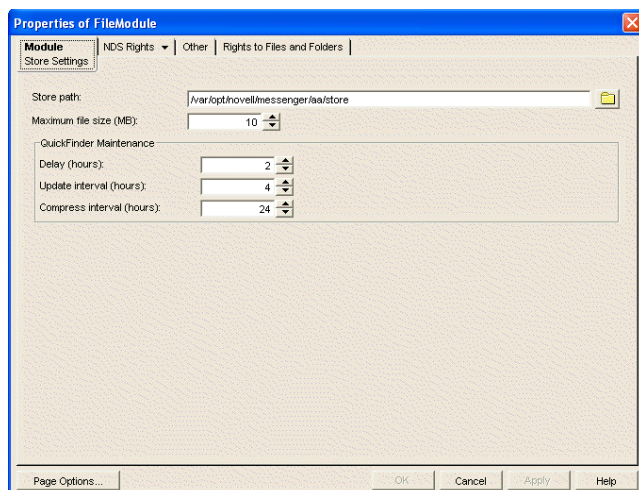 Properties of FileModule
Module NDS Rights Other Rights to Files and Folders
Store Settings
Store path: /var/opt/novell/messenger/aa/store
Maximum file size (MB): 10
QuickFinder Maintenance
Delay (hours): 2
Update interval (hours): 4
Compress interval (hours): 24
Page Options... OK Cancel Apply Help